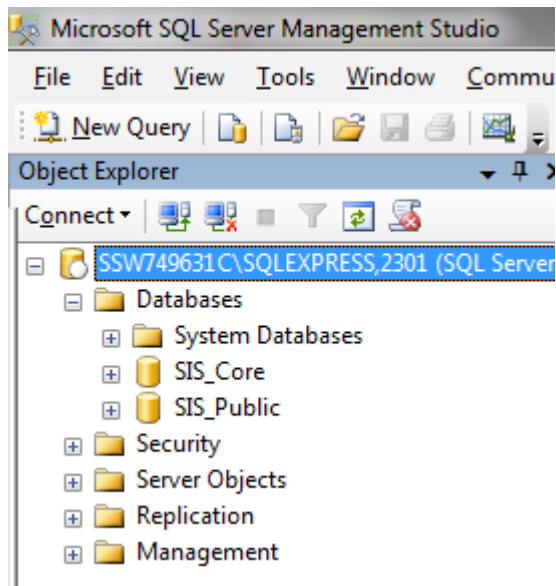 Microsoft SQL Server Management Studio
File Edit View Tools Window Commu
New Query
Object Explorer
Connect
SSW749631C\SQLEXPRESS,2301 (SQL Server
Databases
System Databases
SIS_Core
SIS_Public
Security
Server Objects
Replication
Management